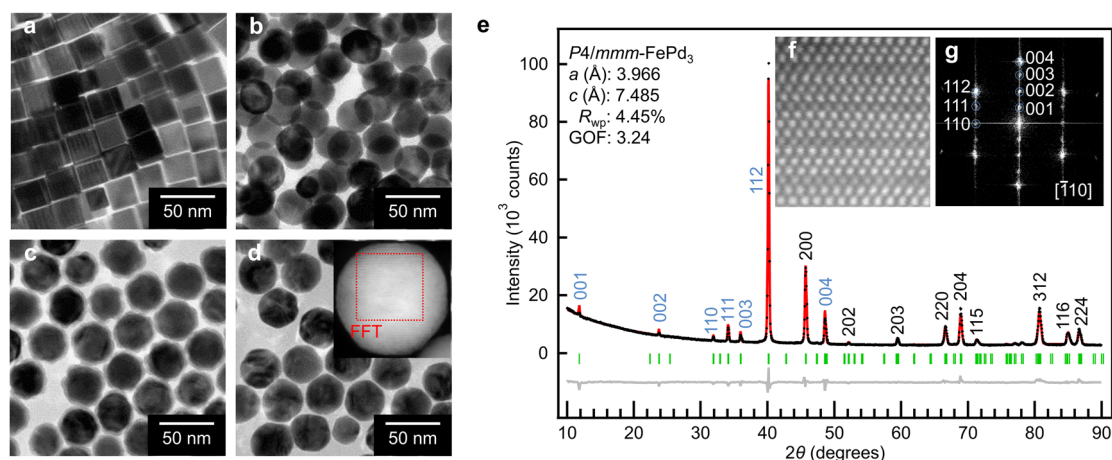 a
50 nm
b
50 nm
c
50 nm
d
FFT
50 nm
e
P4/mmm-FePd₃
a (Å): 3.966
c (Å): 7.485
Rwp: 4.45%
GOF: 3.24
f
g
004
003
002
001
112
111
110
[1̄10]
Intensity (10³ counts)
100
80
60
40
20
0
001
002
110
111
003
112
200
004
202
203
220
204
115
312
116
224
10 20 30 40 50 60 70 80 90
2θ (degrees)